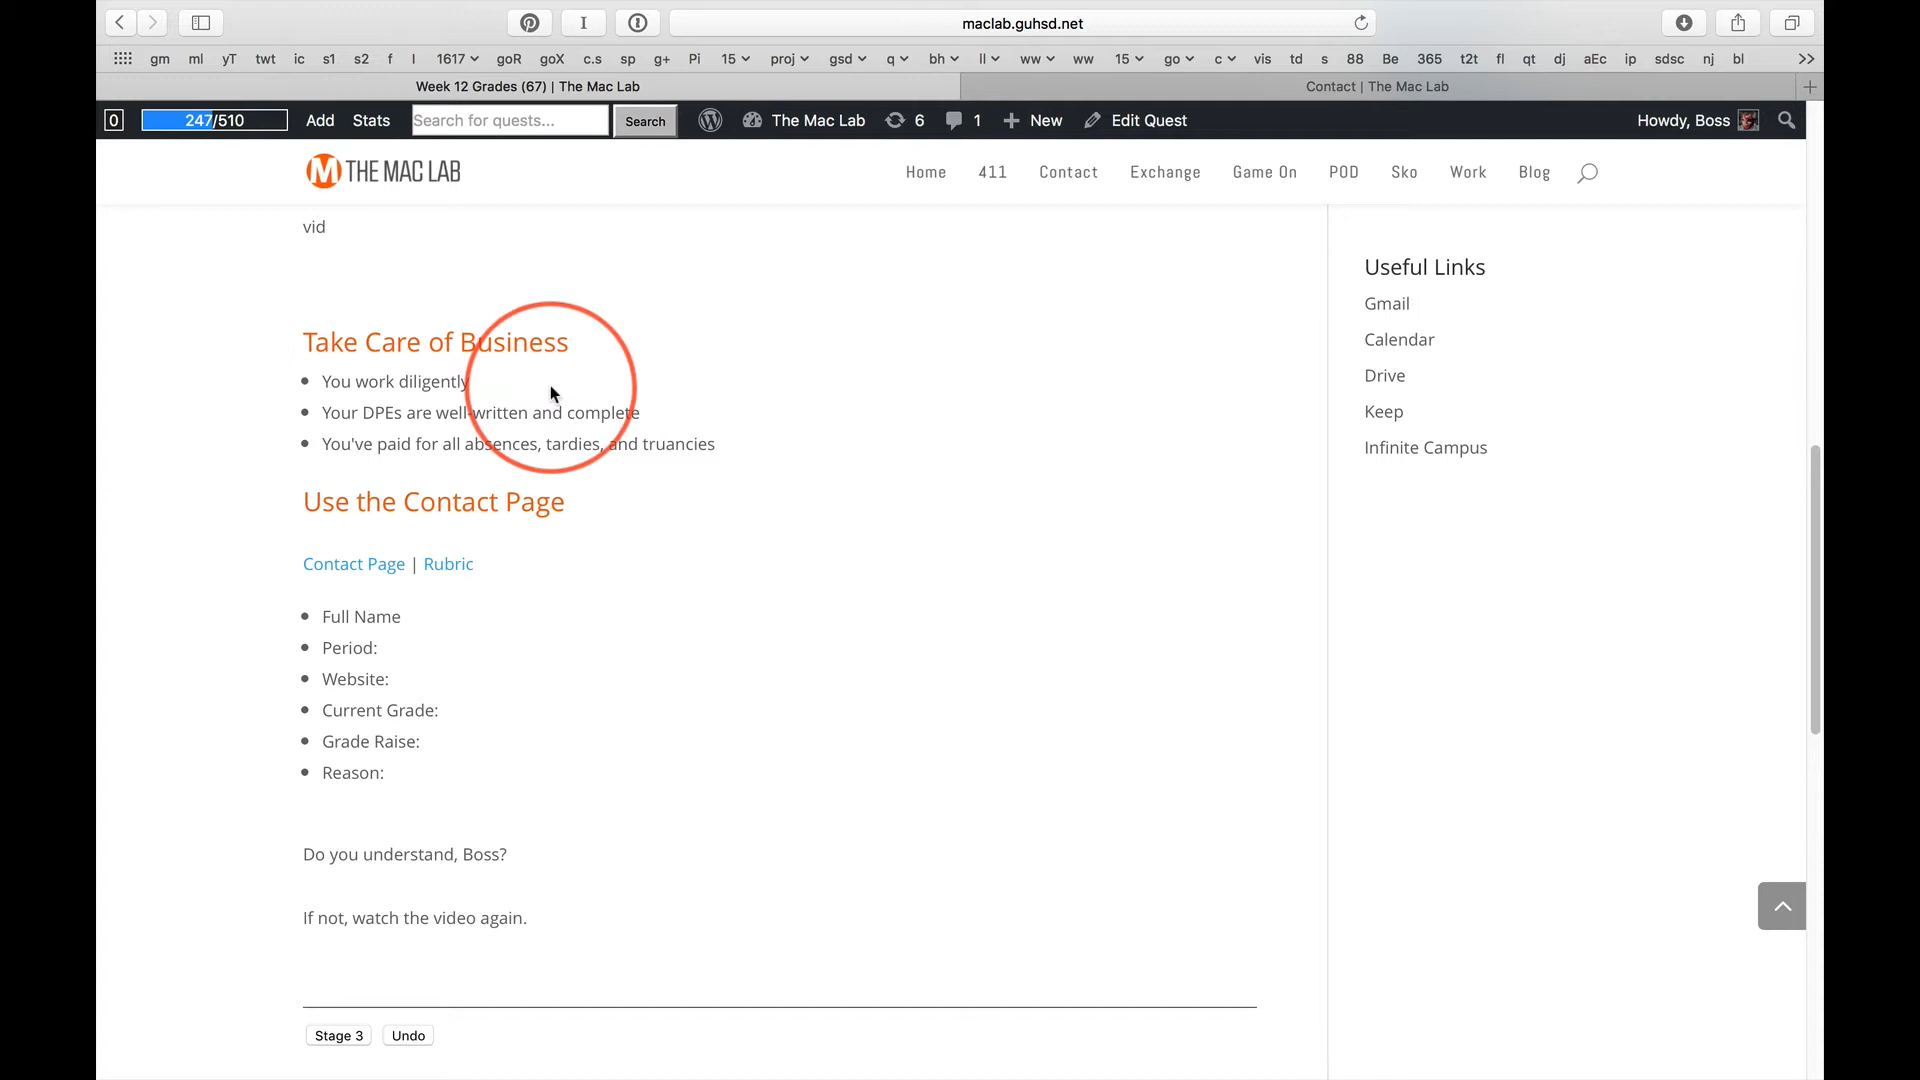 maclab.guhsd.net
gm ml yT twt ic s1 s2 f I 1617 goR goX c.s sp g+ Pi 15 proj gsd q bh ll ww ww 15 go c vis td s 88 Be 365 t2t fl qt dj aEc ip sdsc nj bl
Week 12 Grades (67) | The Mac Lab
Contact | The Mac Lab
0 247/510 Add Stats Search for quests... Search The Mac Lab 6 1 New Edit Quest Howdy, Boss
M THE MAC LAB
Home 411 Contact Exchange Game On POD Sko Work Blog
vid
Take Care of Business
You work diligently
Your DPEs are well-written and complete
You've paid for all absences, tardies, and truancies
Use the Contact Page
Contact Page | Rubric
Full Name
Period:
Website:
Current Grade:
Grade Raise:
Reason:
Do you understand, Boss?
If not, watch the video again.
Stage 3 Undo
Useful Links
Gmail
Calendar
Drive
Keep
Infinite Campus